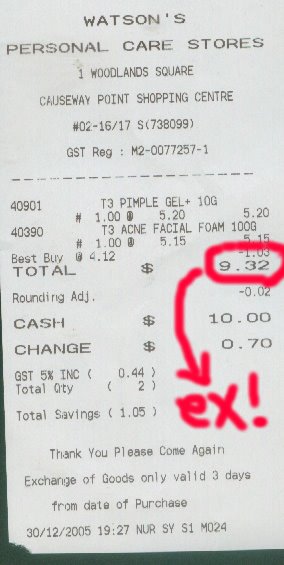 WATSON'S
PERSONAL CARE STORES
1 WOODLANDS SQUARE
CAUSEWAY POINT SHOPPING CENTRE
#02-16/17 S(738099)
GST Reg : M2-0077257-1
40901 T3 PIMPLE GEL+ 10G
# 1.00 @ 5.20 5.20
40390 T3 ACNE FACIAL FOAM 100G
# 1.00 @ 5.15 5.15
Best Buy @ 4.12 -1.03
TOTAL $ 9.32
Rounding Adj. -0.02
CASH $ 10.00
CHANGE $ 0.70
GST 5% INC ( 0.44 )
Total Qty ( 2 )
ex!
Total Savings ( 1.05 )
Thank You Please Come Again
Exchange of Goods only valid 3 days
from date of Purchase
30/12/2005 19:27 NUR SY S1 M024